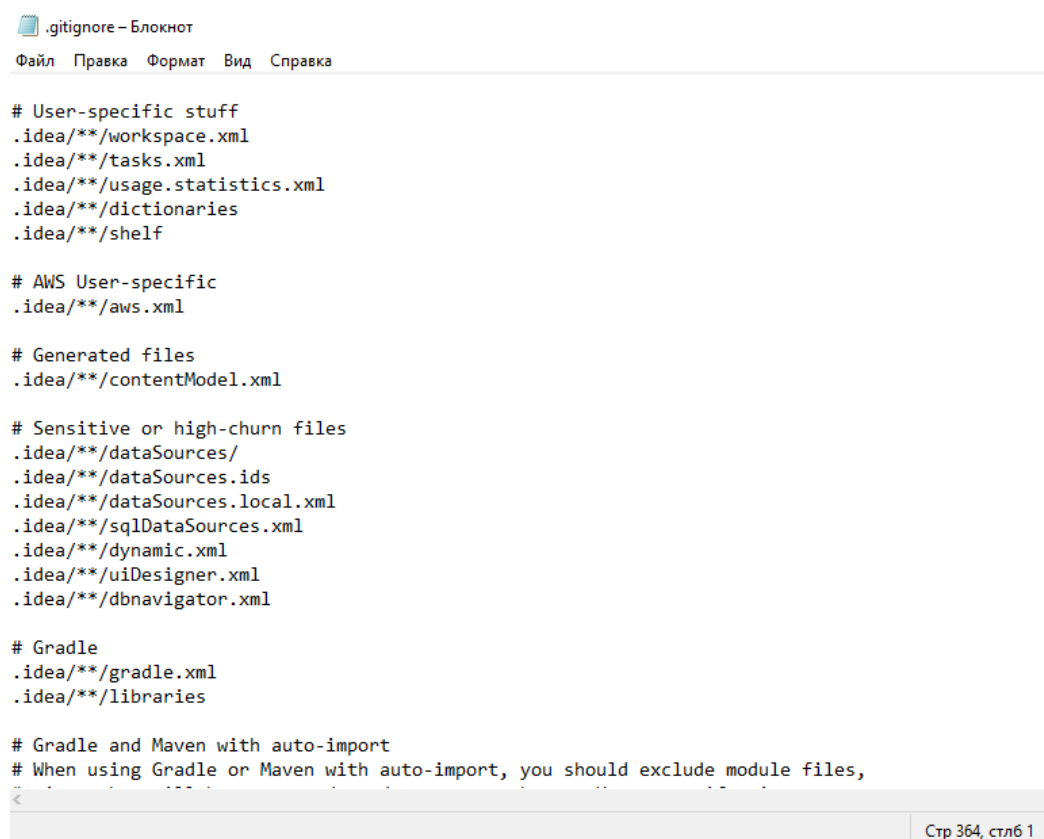 .gitignore – Блокнот
Файл Правка Формат Вид Справка
# User-specific stuff
.idea/**/workspace.xml
.idea/**/tasks.xml
.idea/**/usage.statistics.xml
.idea/**/dictionaries
.idea/**/shelf
# AWS User-specific
.idea/**/aws.xml
# Generated files
.idea/**/contentModel.xml
# Sensitive or high-churn files
.idea/**/dataSources/
.idea/**/dataSources.ids
.idea/**/dataSources.local.xml
.idea/**/sqlDataSources.xml
.idea/**/dynamic.xml
.idea/**/uiDesigner.xml
.idea/**/dbnavigator.xml
# Gradle
.idea/**/gradle.xml
.idea/**/libraries
# Gradle and Maven with auto-import
# When using Gradle or Maven with auto-import, you should exclude module files,
Стр 364, стлб 1